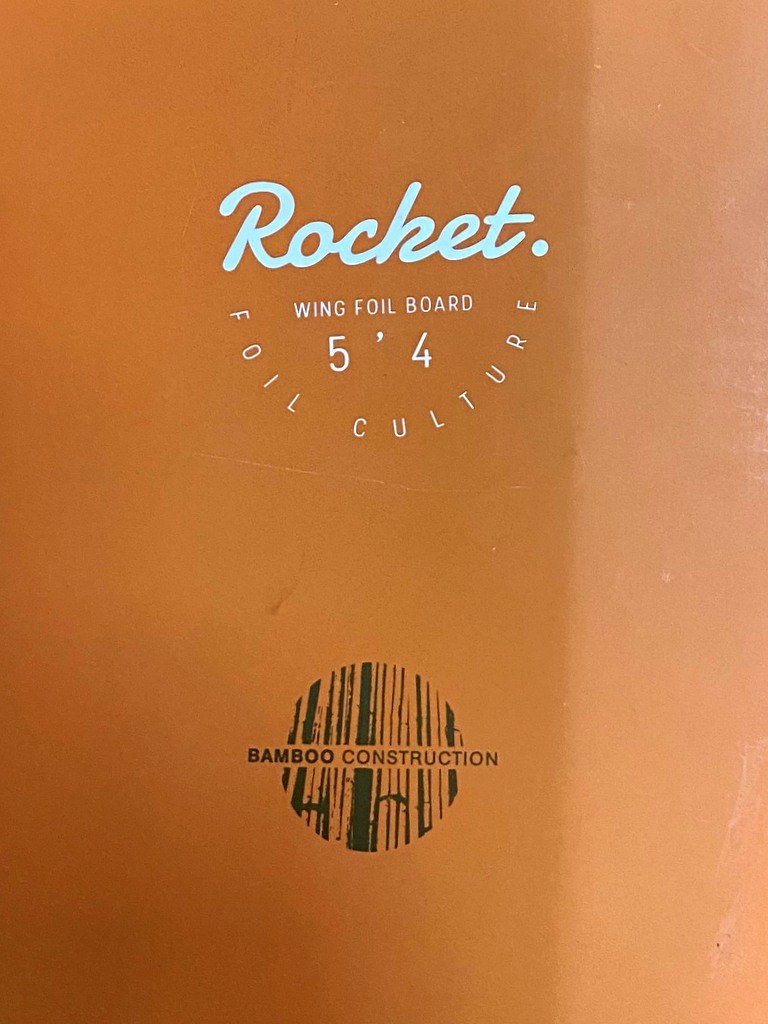 Rocket.
WING FOIL BOARD
5'4
FOIL CULTURE
BAMBOO CONSTRUCTION